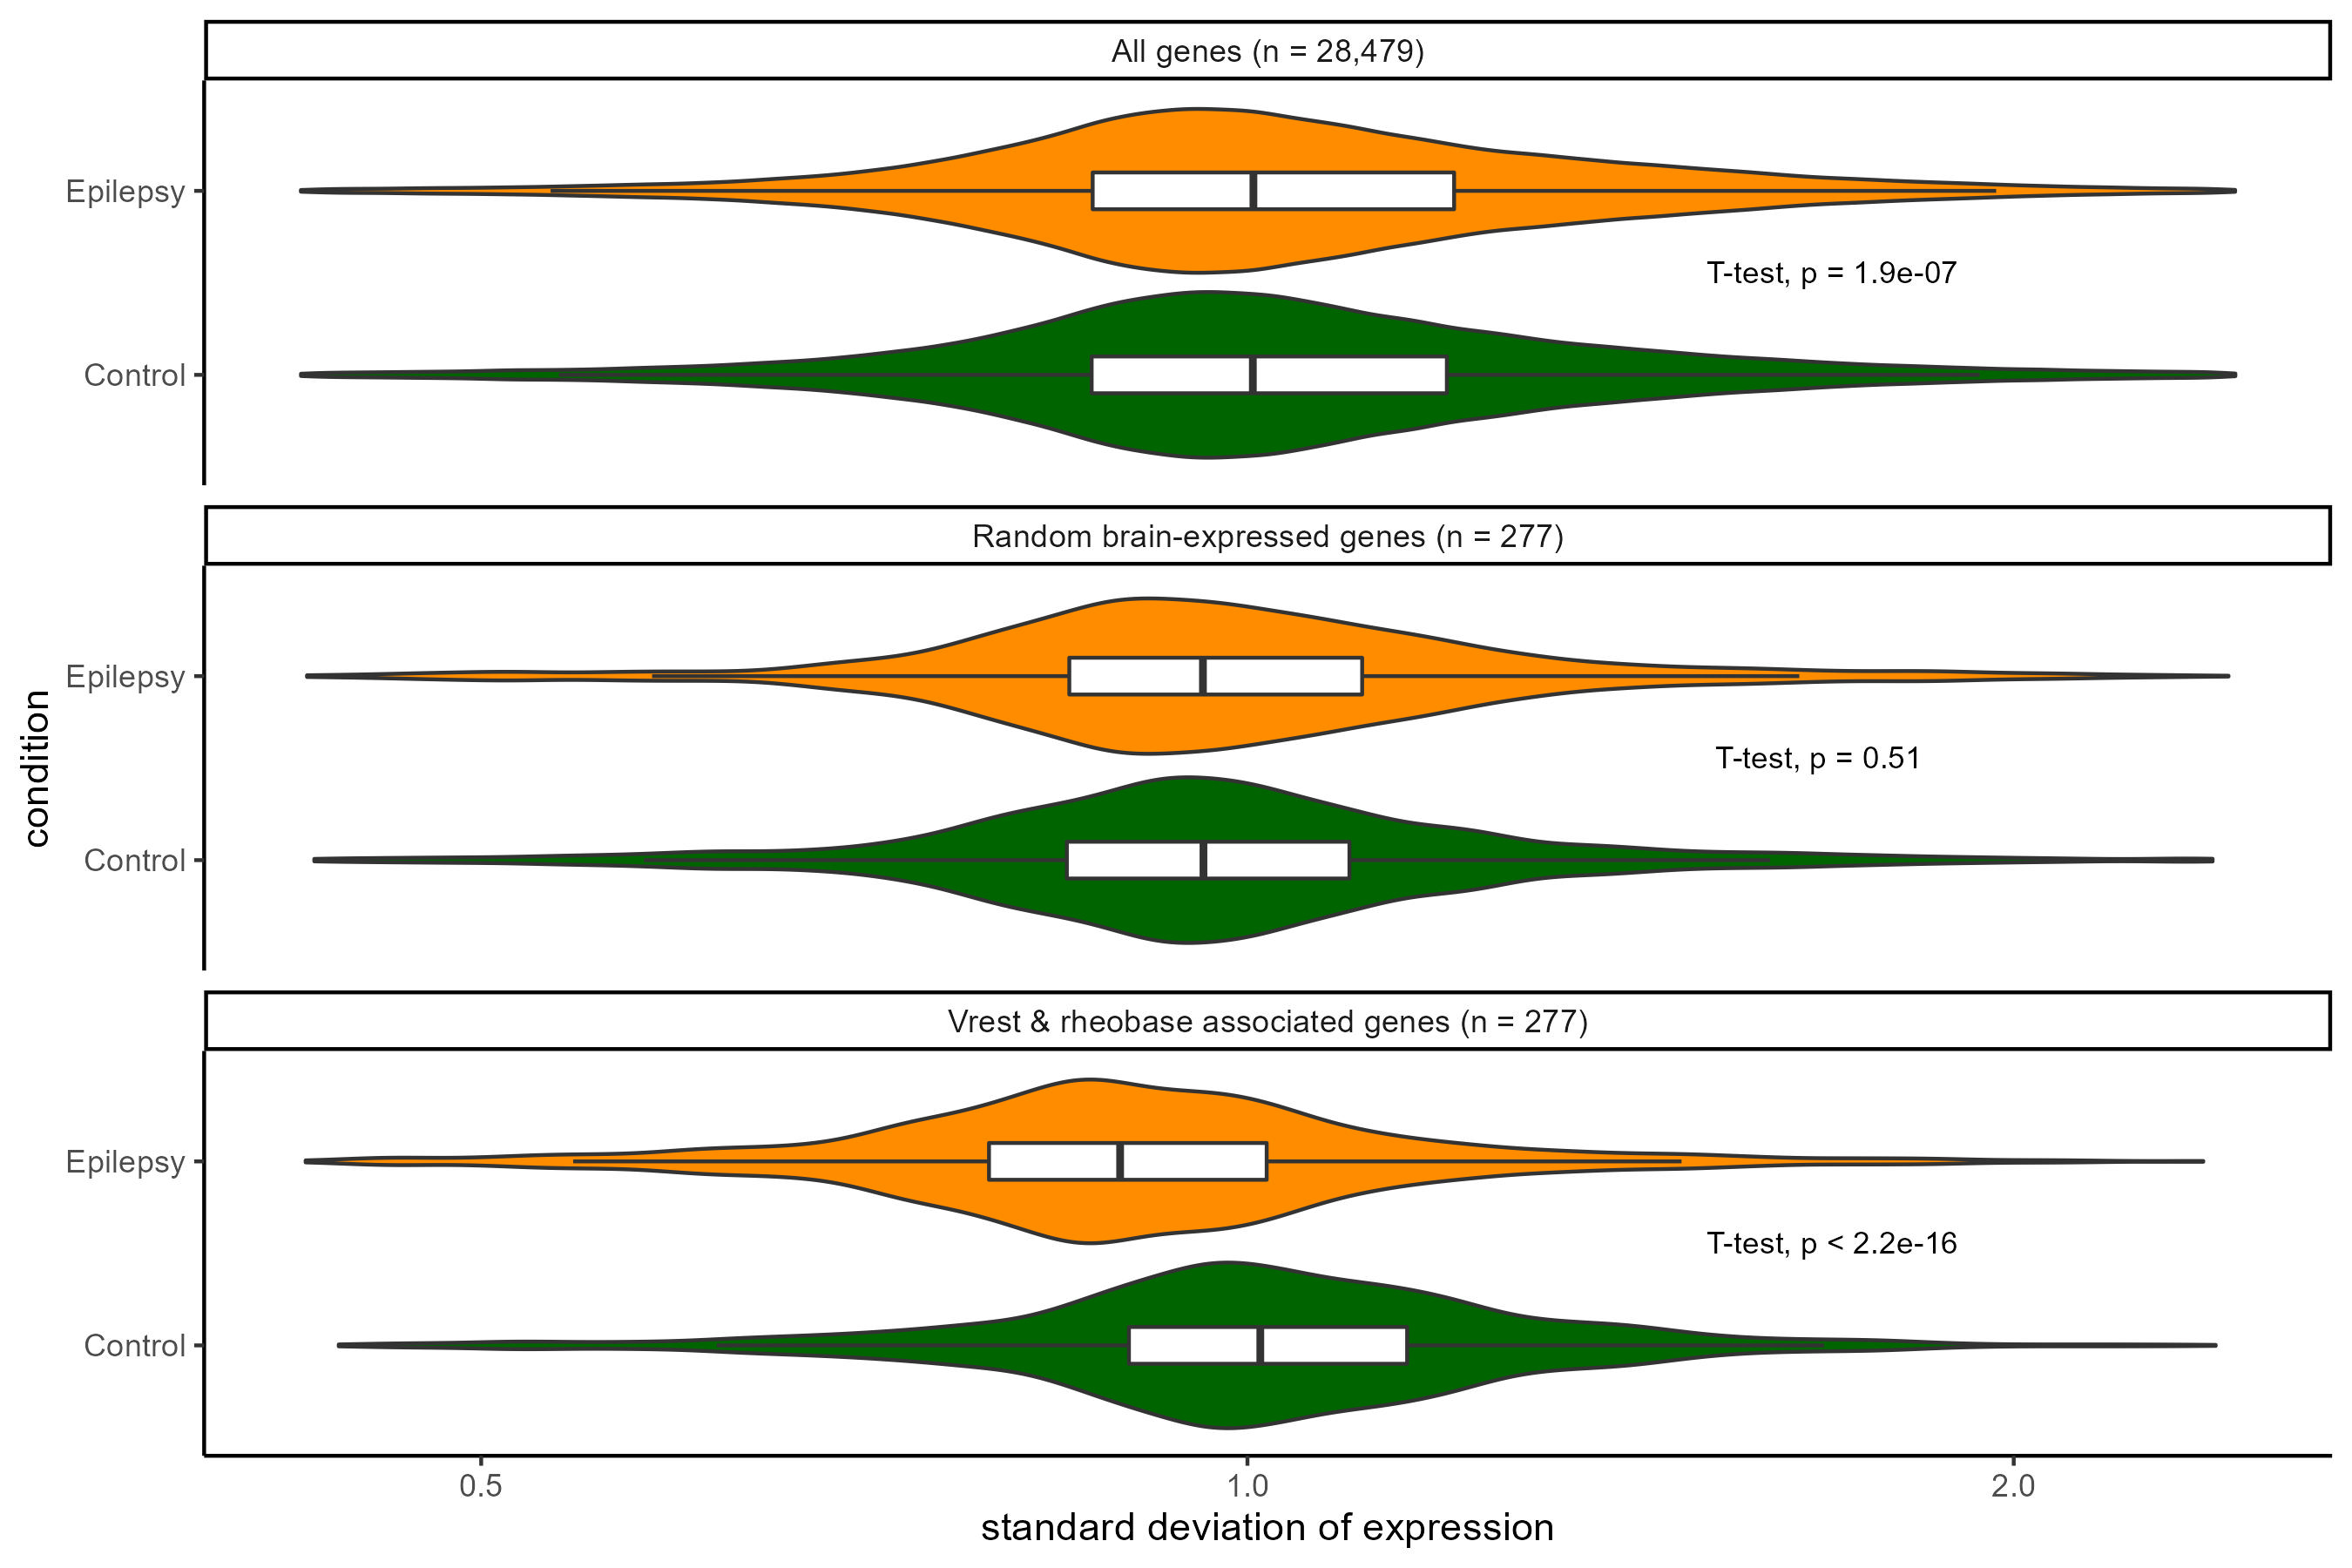 All genes (n = 28,479)
Epilepsy
T-test, p = 1.9e-07
Control
Random brain-expressed genes (n = 277)
Epilepsy
T-test, p = 0.51
Control
condition
Vrest & rheobase associated genes (n = 277)
Epilepsy
T-test, p < 2.2e-16
Control
0.5 1.0 2.0
standard deviation of expression